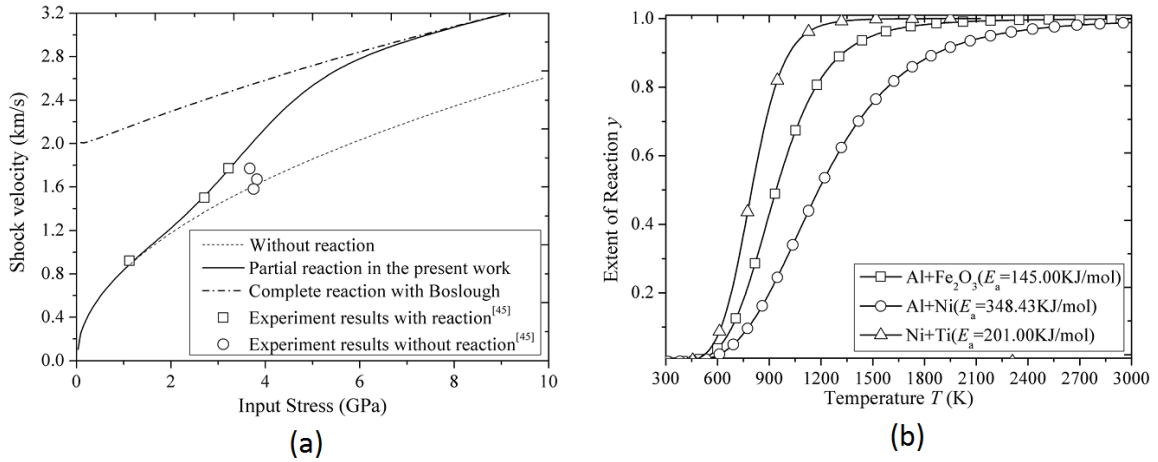 3.2
2.8
2.4
2.0
1.6
1.2
0.8
0.4
0.0
Shock velocity (km/s)
Without reaction
Partial reaction in the present work
Complete reaction with Boslough
Experiment results with reaction[45]
Experiment results without reaction[45]
0 2 4 6 8 10
Input Stress (GPa)
(a)
1.0
0.8
0.6
0.4
0.2
Extent of Reaction y
Al+Fe2O3(Ea=145.00KJ/mol)
Al+Ni(Ea=348.43KJ/mol)
Ni+Ti(Ea=201.00KJ/mol)
300 600 900 1200 1500 1800 2100 2400 2700 3000
Temperature T (K)
(b)